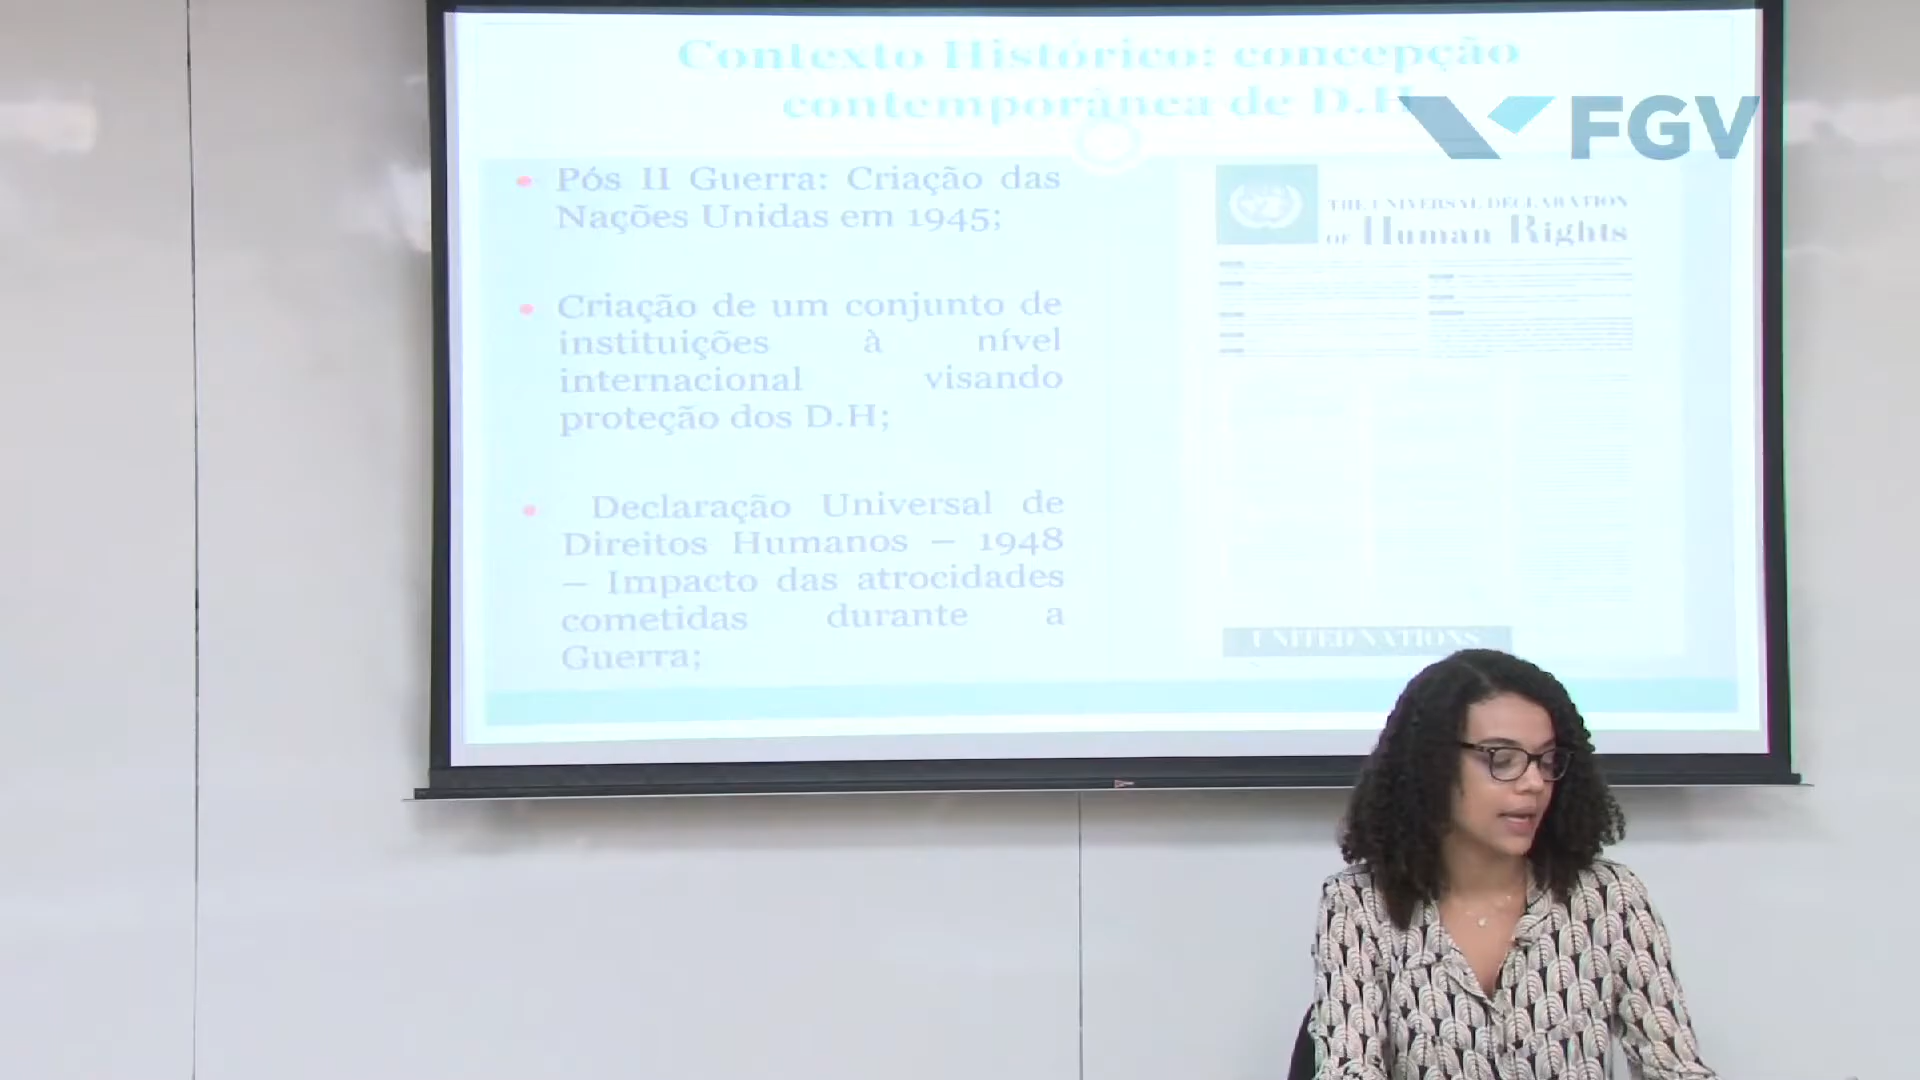 Contexto Histórico: concepção
contemporânea de D.H
FGV
• Pós II Guerra: Criação das
Nações Unidas em 1945;
• Criação de um conjunto de
instituições à nível
internacional visando
proteção dos D.H;
• Declaração Universal de
Direitos Humanos – 1948
– Impacto das atrocidades
cometidas durante a
Guerra;
THE UNIVERSAL DECLARATION
OF Human Rights
UNITED NATIONS